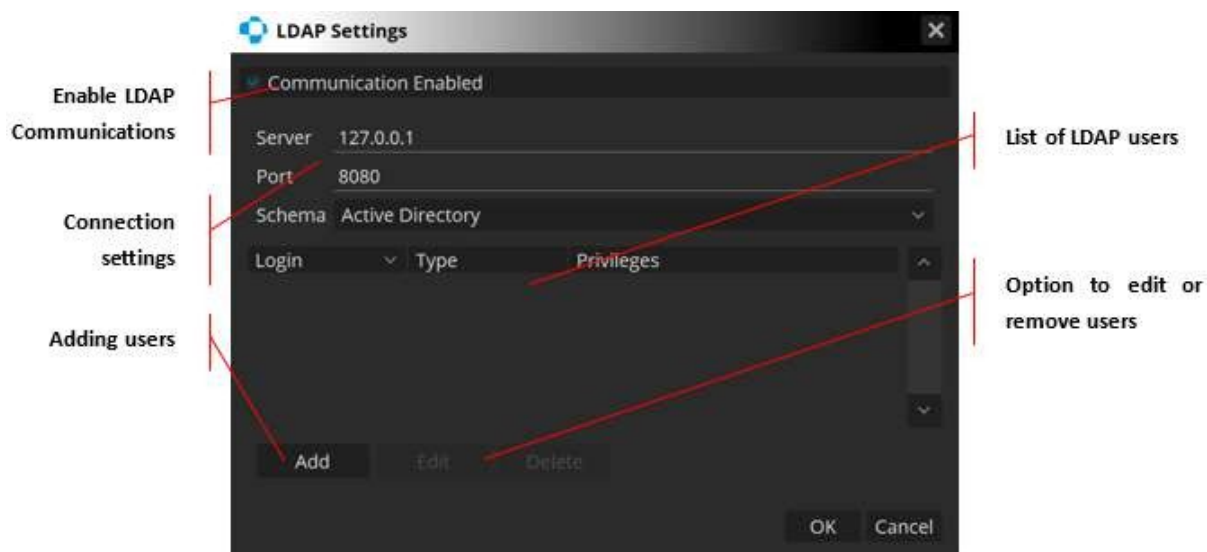 LDAP Settings
Communication Enabled
Enable LDAP
Communications
Server 127.0.0.1
List of LDAP users
Port 8080
Connection
settings
Schema Active Directory
Login Type Privileges
Option to edit or
remove users
Adding users
Add Edit Delete
OK Cancel